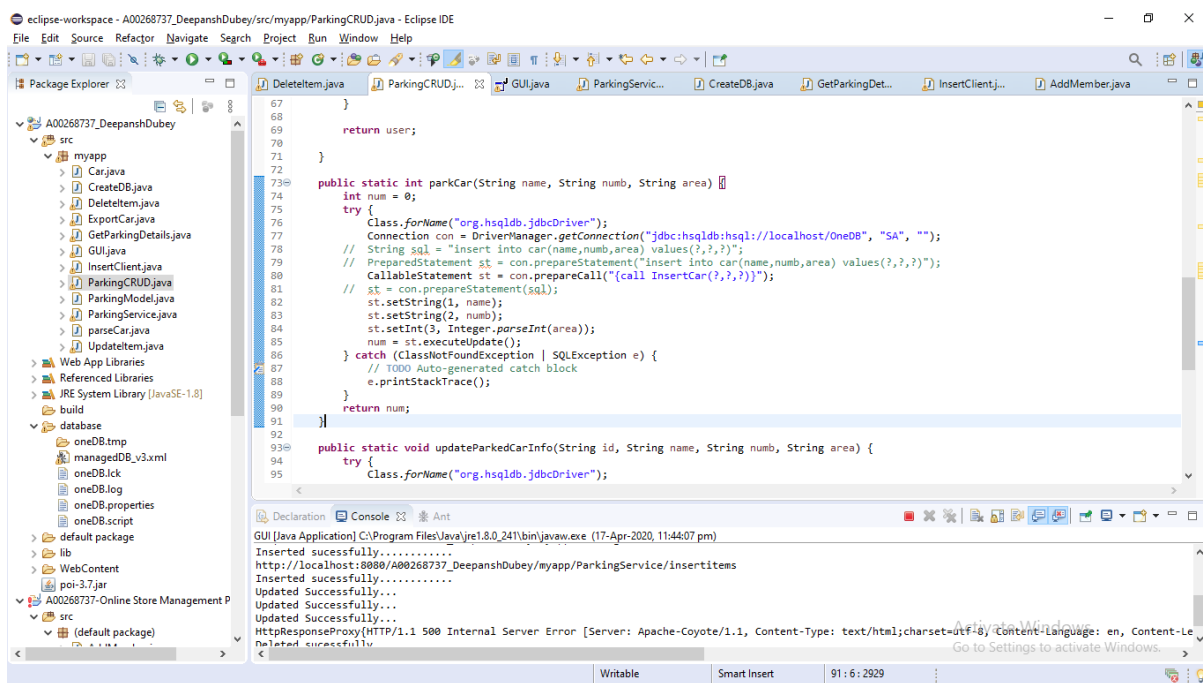 eclipse-workspace - A00268737_DeepanshDubey/src/myapp/ParkingCRUD.java - Eclipse IDE
File Edit Source Refactor Navigate Search Project Run Window Help
Package Explorer
A00268737_DeepanshDubey
src
myapp
Car.java
CreateDB.java
DeleteItem.java
ExportCar.java
GetParkingDetails.java
GUI.java
InsertClient.java
ParkingCRUD.java
ParkingModel.java
ParkingService.java
parseCar.java
UpdateItem.java
Web App Libraries
Referenced Libraries
JRE System Library [JavaSE-1.8]
build
database
oneDB.tmp
managedDB_v3.xml
oneDB.lck
oneDB.log
oneDB.properties
oneDB.script
default package
lib
WebContent
poi-3.7.jar
A00268737-Online Store Management P
src
(default package)
DeleteItem.java ParkingCRUD.j... GUI.java ParkingServic... CreateDB.java GetParkingDet... InsertClient.j... AddMember.java
67 }
68
69 return user;
70
71 }
72
73 public static int parkCar(String name, String numb, String area) {
74 int num = 0;
75 try {
76 Class.forName("org.hsqldb.jdbcDriver");
77 Connection con = DriverManager.getConnection("jdbc:hsqldb:hsql://localhost/OneDB", "SA", "");
78 // String sql = "insert into car(name,numb,area) values(?,?,?)";
79 // PreparedStatement st = con.prepareStatement("insert into car(name,numb,area) values(?,?,?)");
80 CallableStatement st = con.prepareCall("{call InsertCar(?,?,?)}");
81 // st = con.prepareStatement(sql);
82 st.setString(1, name);
83 st.setString(2, numb);
84 st.setInt(3, Integer.parseInt(area));
85 num = st.executeUpdate();
86 } catch (ClassNotFoundException | SQLException e) {
87 // TODO Auto-generated catch block
88 e.printStackTrace();
89 }
90 return num;
91 }
92
93 public static void updateParkedCarInfo(String id, String name, String numb, String area) {
94 try {
95 Class.forName("org.hsqldb.jdbcDriver");
Declaration Console Ant
GUI [Java Application] C:\Program Files\Java\jre1.8.0_241\bin\javaw.exe (17-Apr-2020, 11:44:07 pm)
Inserted sucessfully............
http://localhost:8080/A00268737_DeepanshDubey/myapp/ParkingService/insertitems
Inserted sucessfully............
Updated Successfully...
Updated Successfully...
Updated Successfully...
HttpResponseProxy{HTTP/1.1 500 Internal Server Error [Server: Apache-Coyote/1.1, Content-Type: text/html;charset=utf-8, Content-Language: en, Content-Le
Deleted sucessfully
Activate Windows
Go to Settings to activate Windows.
Writable Smart Insert 91 : 6 : 2929